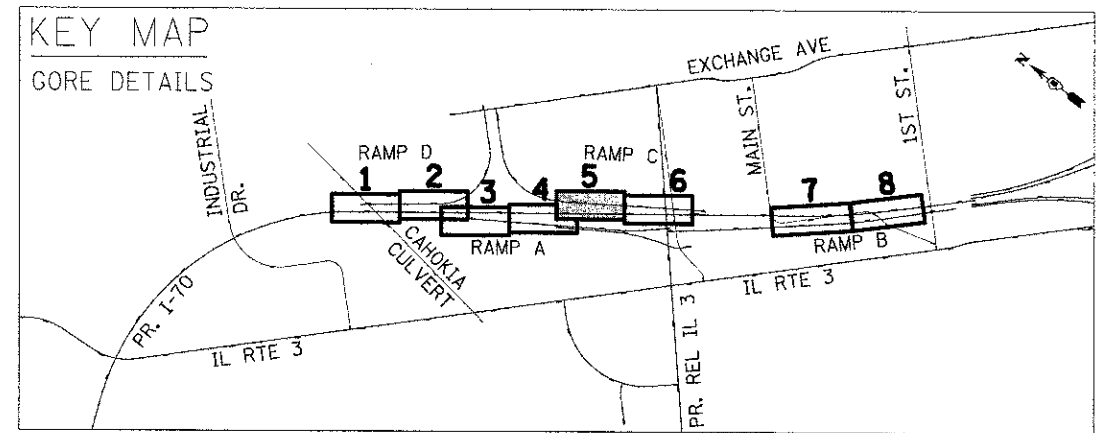 KEY MAP
GORE DETAILS
EXCHANGE AVE
N
INDUSTRIAL
DR.
MAIN ST.
1ST ST.
RAMP D
RAMP C
1
2
3
4
5
6
7
8
RAMP A
RAMP B
CAHOKIA
CULVERT
PR. I-70
IL RTE 3
IL RTE 3
PR. REL IL 3